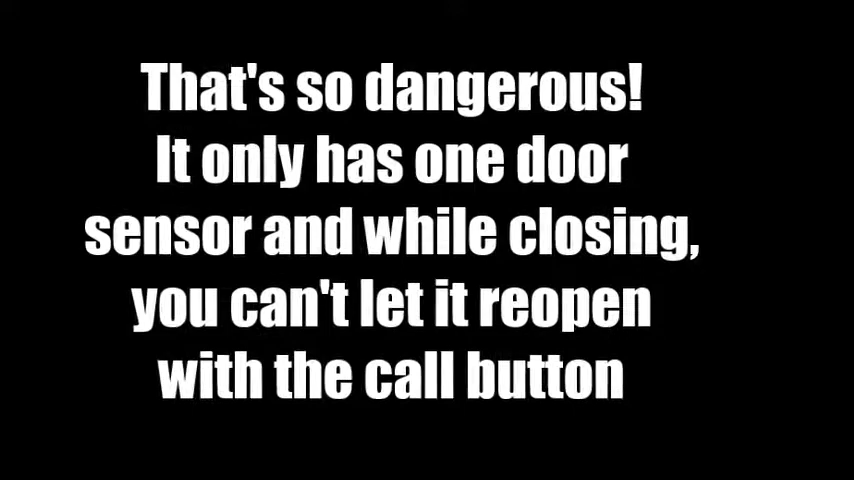 That's so dangerous!
It only has one door
sensor and while closing,
you can't let it reopen
with the call button